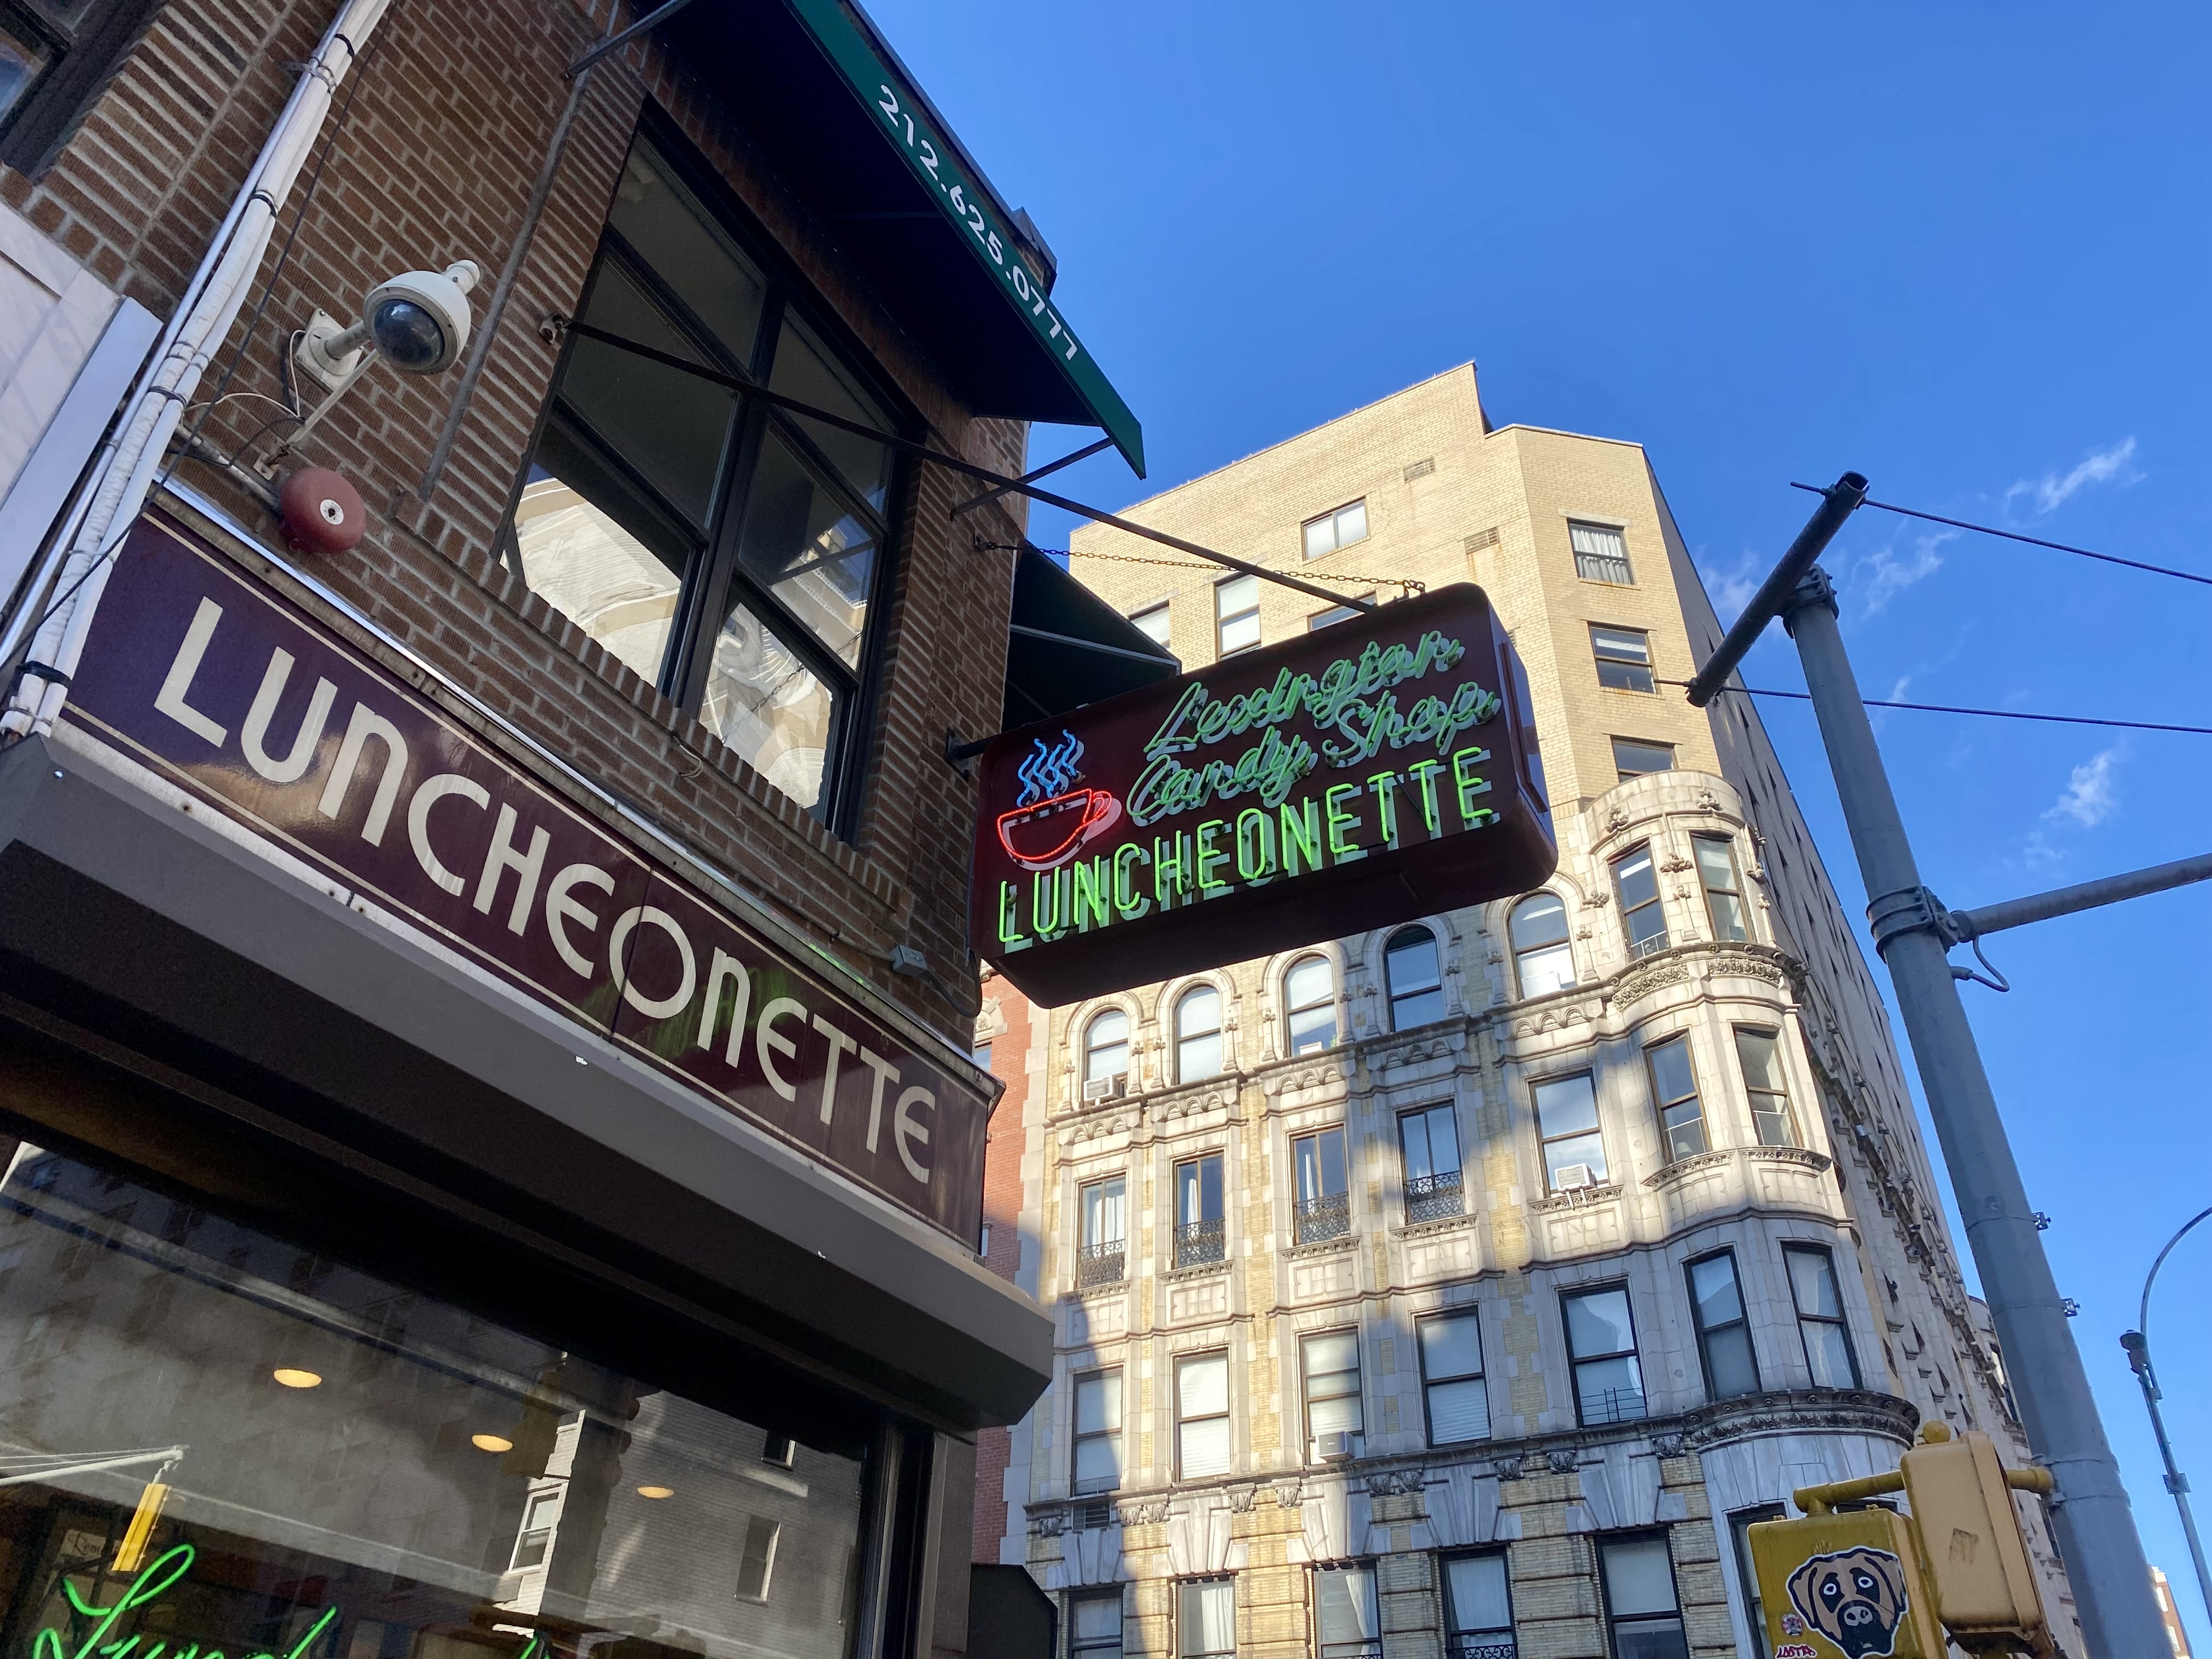 212.625.0777
LUNCHEONETTE
Lexington
Candy Shop
LUNCHEONETTE